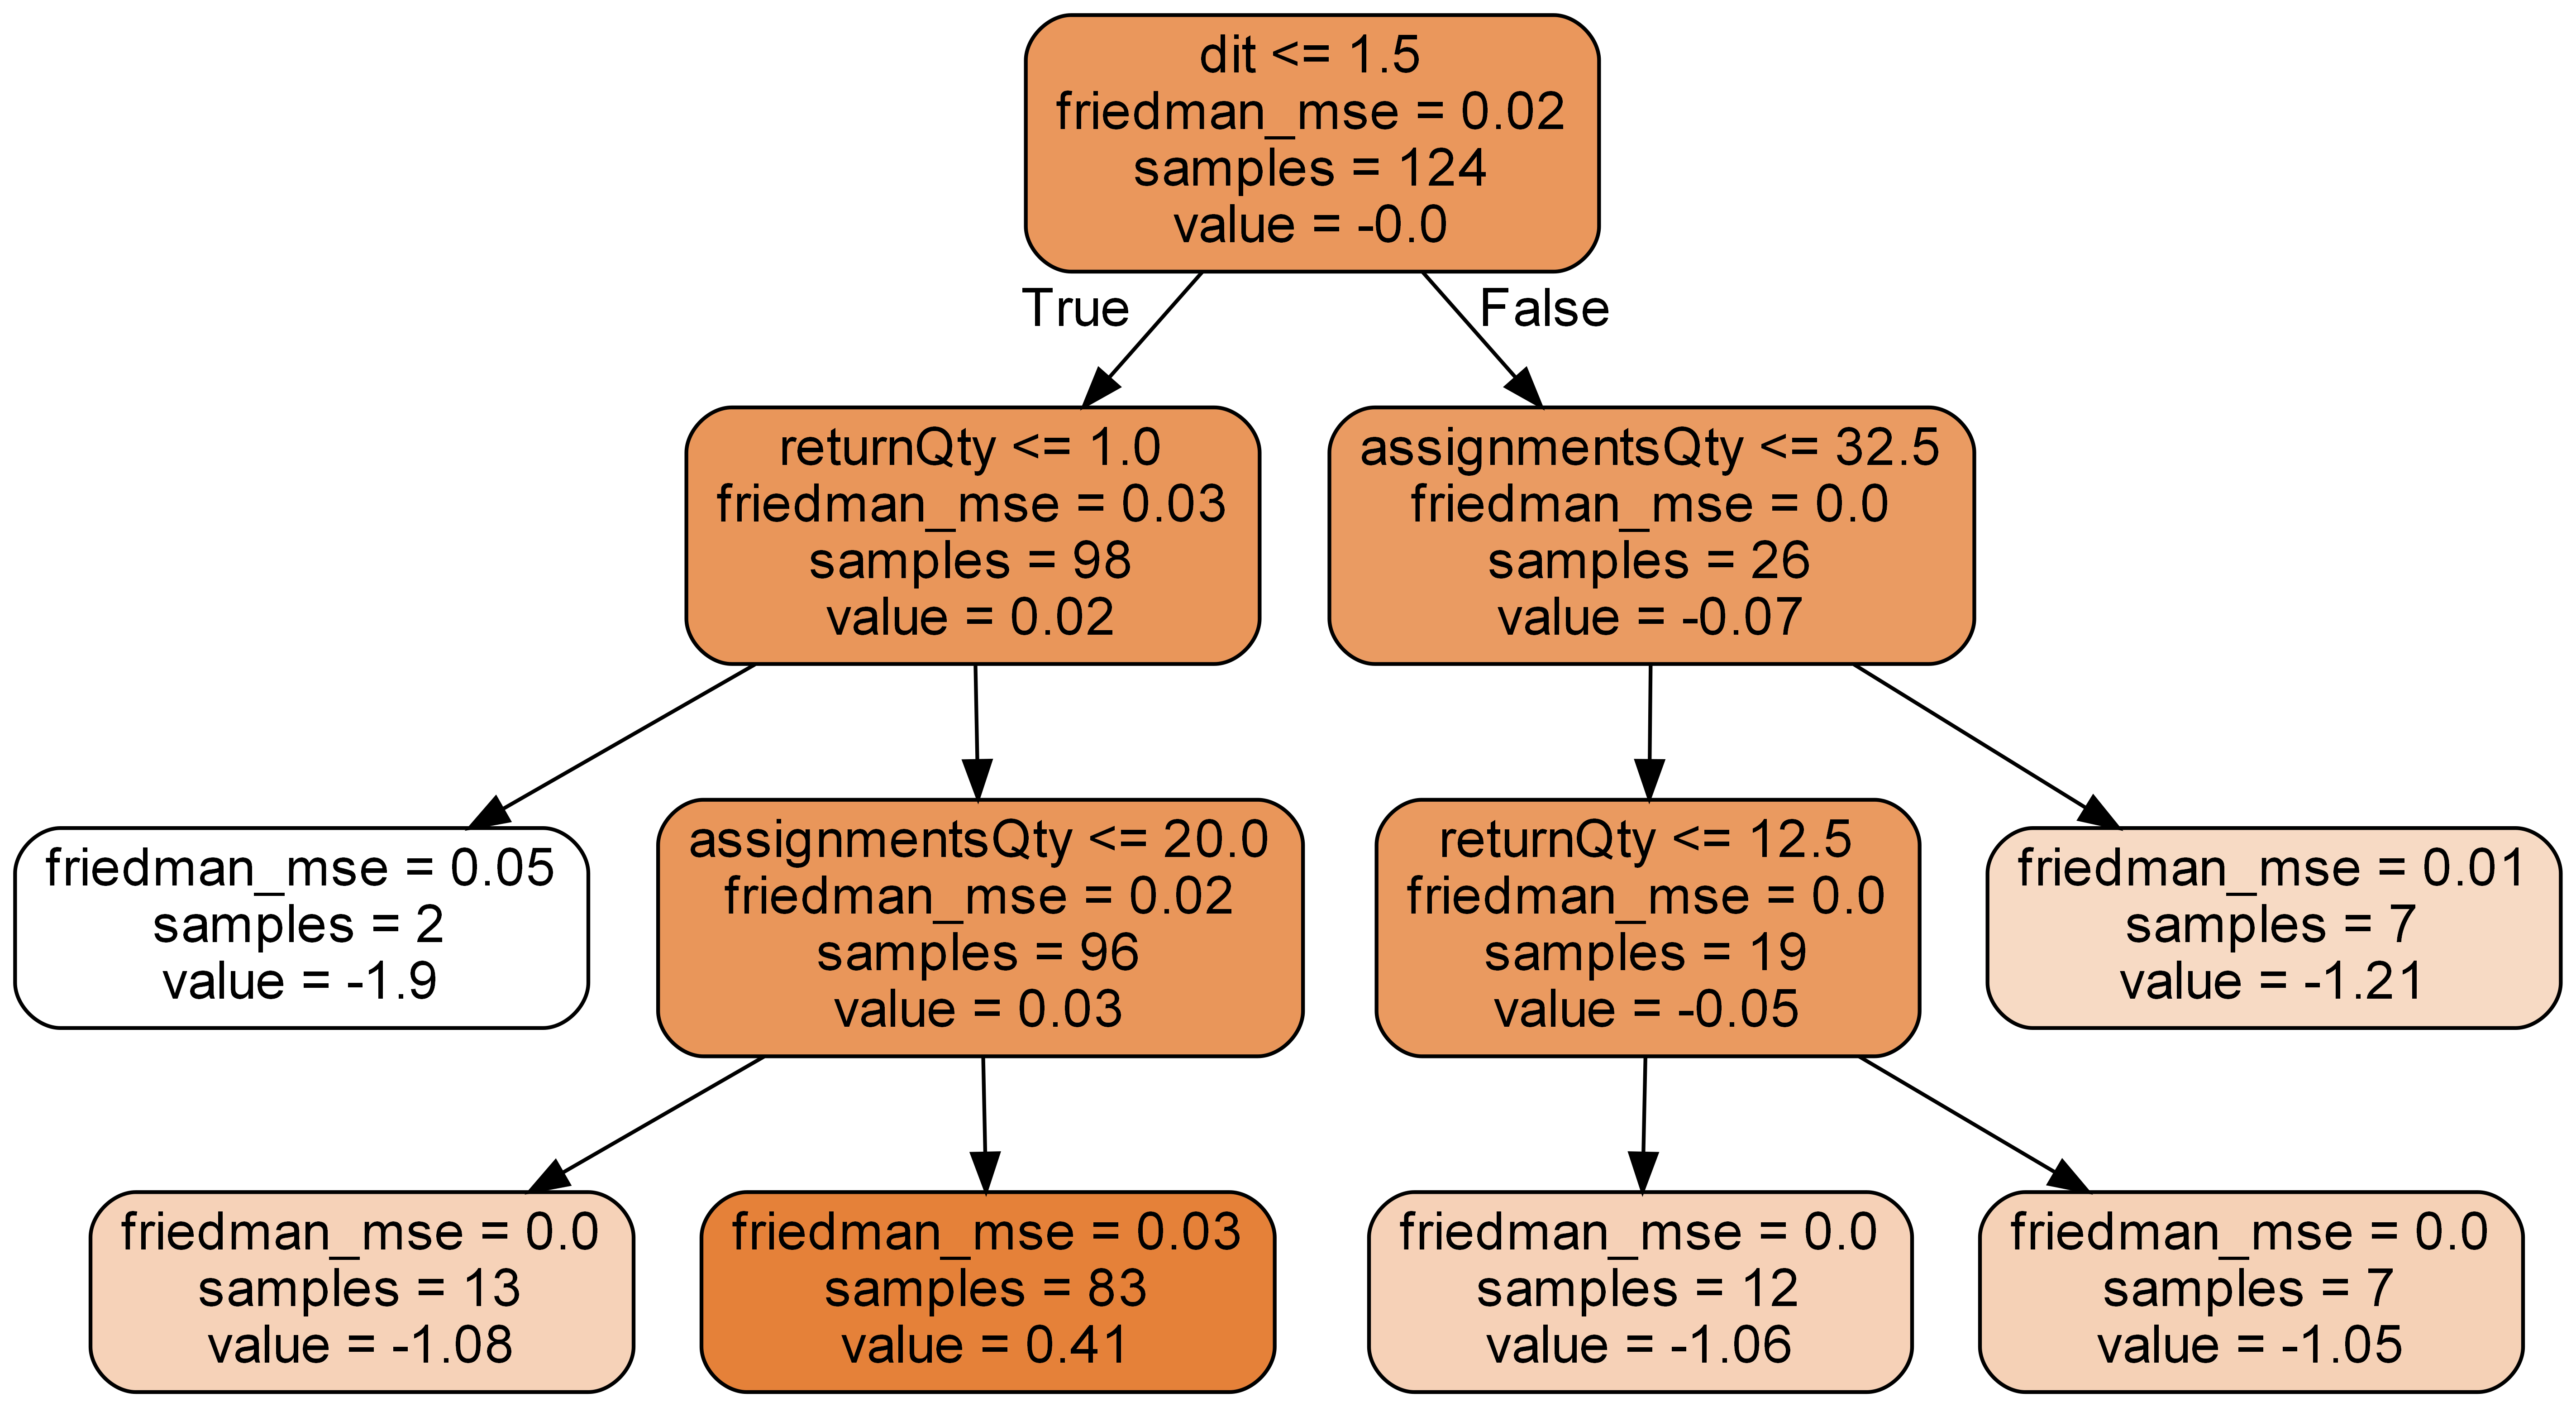 dit <= 1.5
friedman_mse = 0.02
samples = 124
value = -0.0
True
False
returnQty <= 1.0
friedman_mse = 0.03
samples = 98
value = 0.02
assignmentsQty <= 32.5
friedman_mse = 0.0
samples = 26
value = -0.07
friedman_mse = 0.05
samples = 2
value = -1.9
assignmentsQty <= 20.0
friedman_mse = 0.02
samples = 96
value = 0.03
returnQty <= 12.5
friedman_mse = 0.0
samples = 19
value = -0.05
friedman_mse = 0.01
samples = 7
value = -1.21
friedman_mse = 0.0
samples = 13
value = -1.08
friedman_mse = 0.03
samples = 83
value = 0.41
friedman_mse = 0.0
samples = 12
value = -1.06
friedman_mse = 0.0
samples = 7
value = -1.05